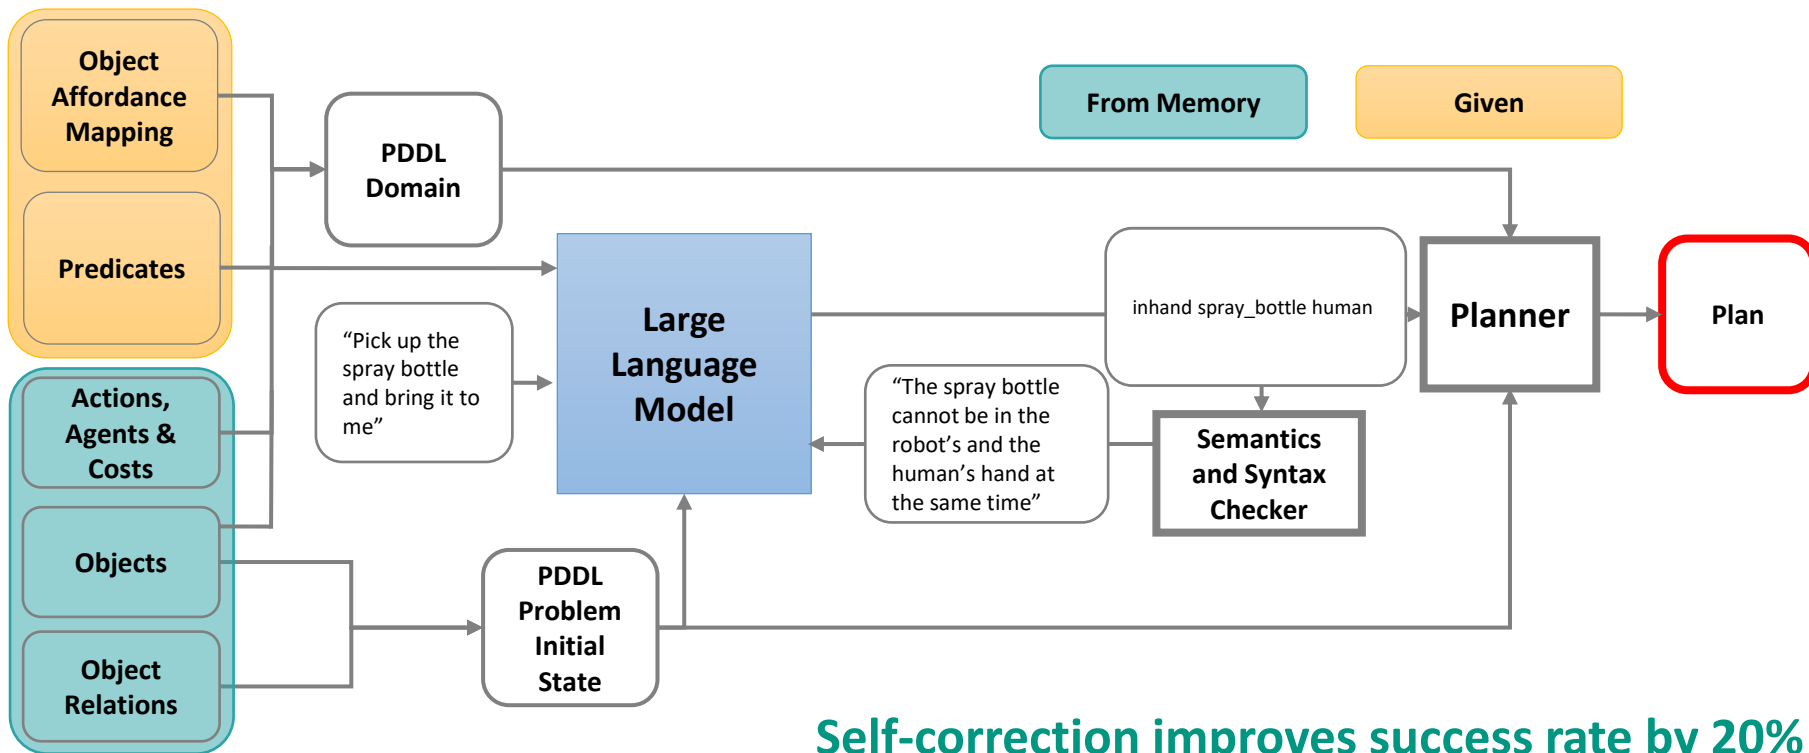 Object
Affordance
Mapping
Predicates
Actions,
Agents &
Costs
Objects
Object
Relations
PDDL
Domain
“Pick up the
spray bottle
and bring it to
me”
PDDL
Problem
Initial
State
Large
Language
Model
From Memory
Given
inhand spray_bottle human
“The spray bottle
cannot be in the
robot’s and the
human’s hand at
the same time”
Semantics
and Syntax
Checker
Planner
Plan
Self-correction improves success rate by 20%